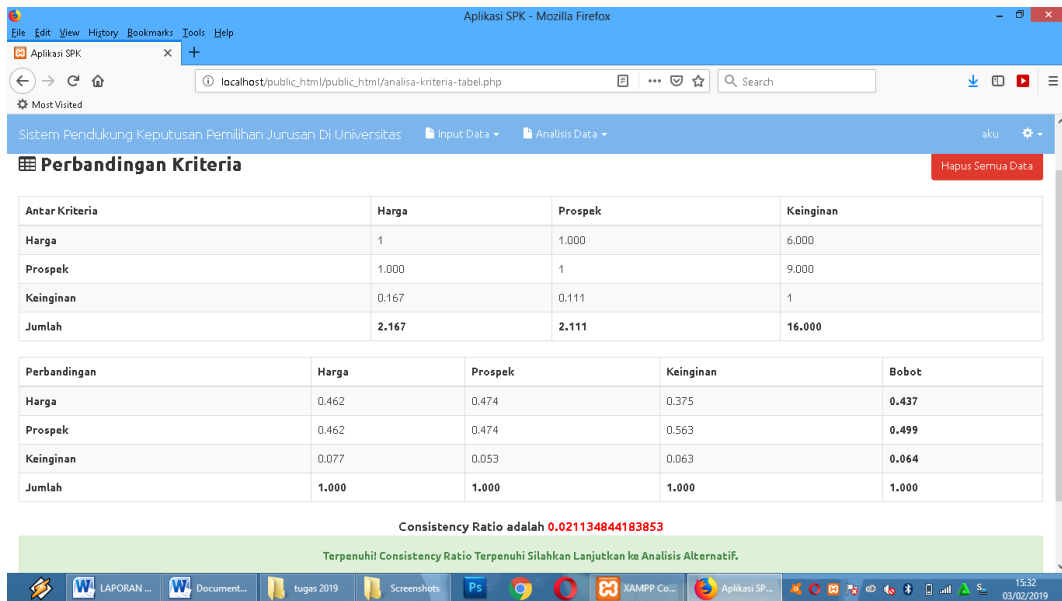 Aplikasi SPK - Mozilla Firefox
File Edit View History Bookmarks Tools Help
Aplikasi SPK
localhost/public_html/public_html/analisa-kriteria-tabel.php
Search
Most Visited
Sistem Pendukung Keputusan Pemilihan Jurusan Di Universitas Input Data Analisis Data aku
Perbandingan Kriteria
Hapus Semua Data
Antar Kriteria Harga Prospek Keinginan
Harga 1 1.000 6.000
Prospek 1.000 1 9.000
Keinginan 0.167 0.111 1
Jumlah 2.167 2.111 16.000
Perbandingan Harga Prospek Keinginan Bobot
Harga 0.462 0.474 0.375 0.437
Prospek 0.462 0.474 0.563 0.499
Keinginan 0.077 0.053 0.063 0.064
Jumlah 1.000 1.000 1.000 1.000
Consistency Ratio adalah 0.021134844183853
Terpenuhi! Consistency Ratio Terpenuhi Silahkan Lanjutkan ke Analisis Alternatif.
LAPORAN ... Document... tugas 2019 Screenshots Ps XAMPP Co... Aplikasi SP... 15:32
03/02/2019